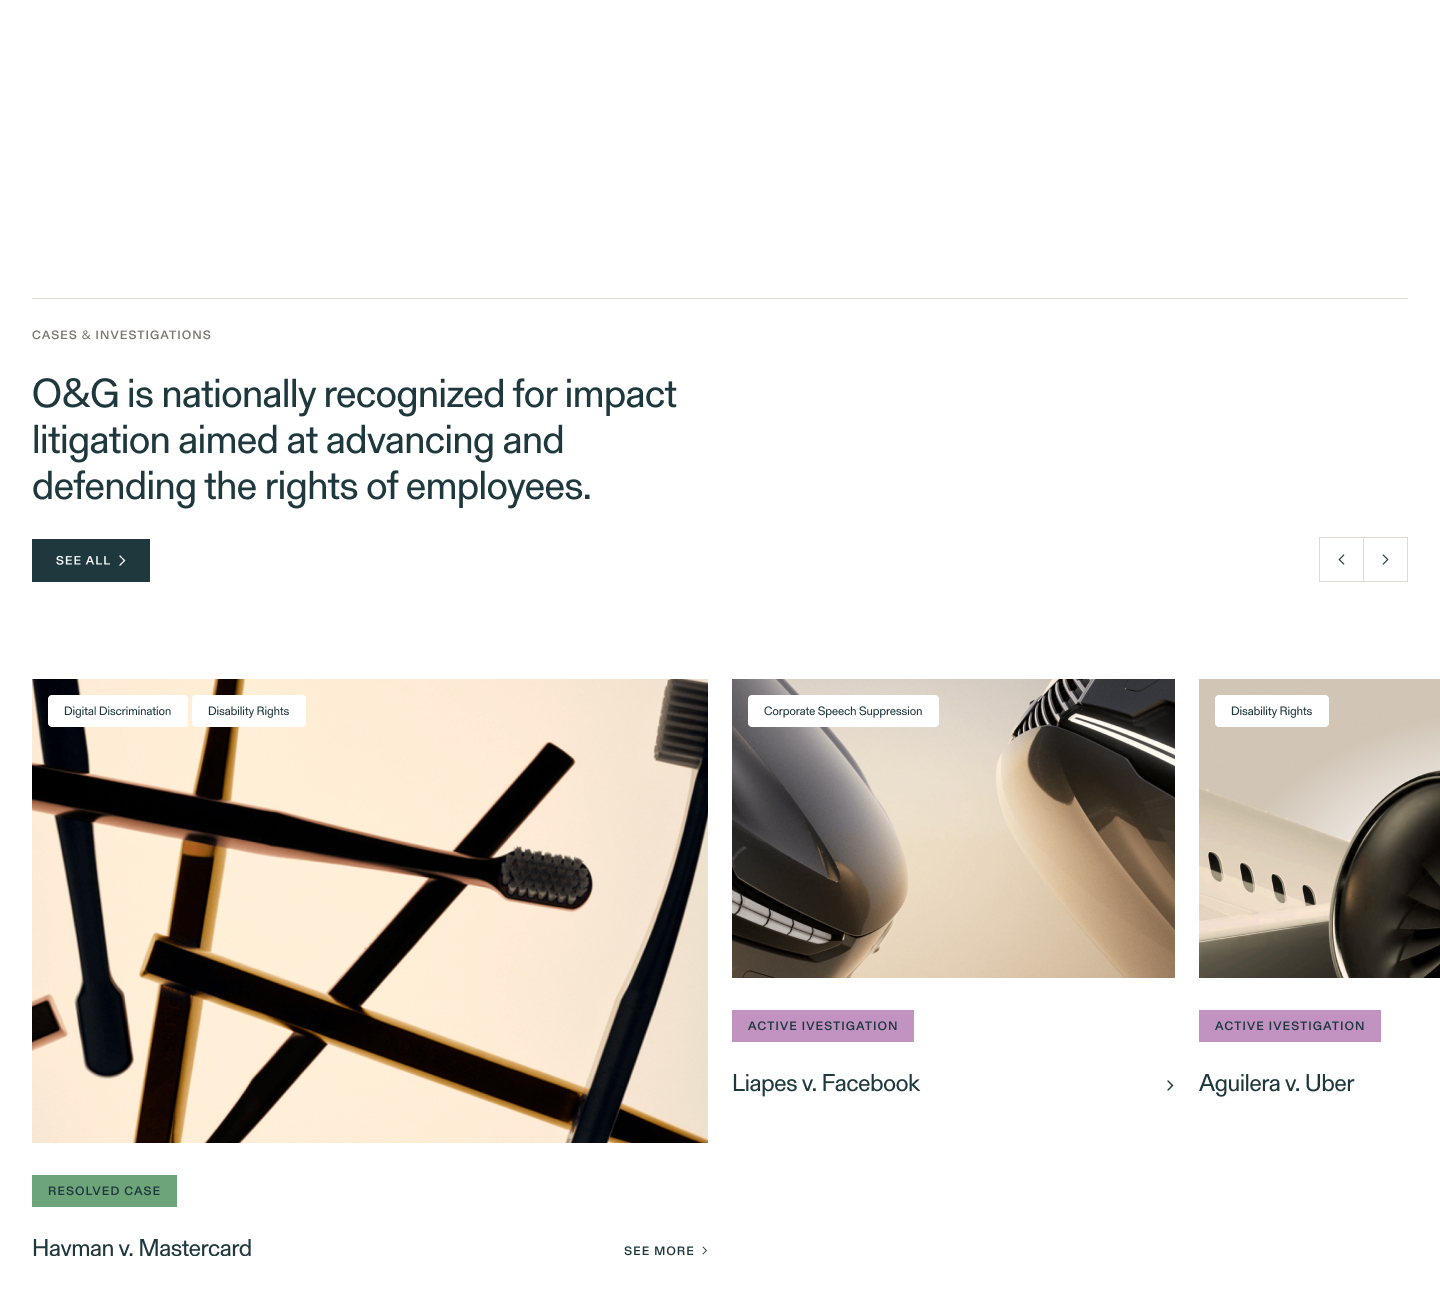 CASES & INVESTIGATIONS
O&G is nationally recognized for impact
litigation aimed at advancing and
defending the rights of employees.
SEE ALL
Digital Discrimination
Disability Rights
Corporate Speech Suppression
Disability Rights
ACTIVE IVESTIGATION
ACTIVE IVESTIGATION
Liapes v. Facebook
Aguilera v. Uber
RESOLVED CASE
Havman v. Mastercard
SEE MORE